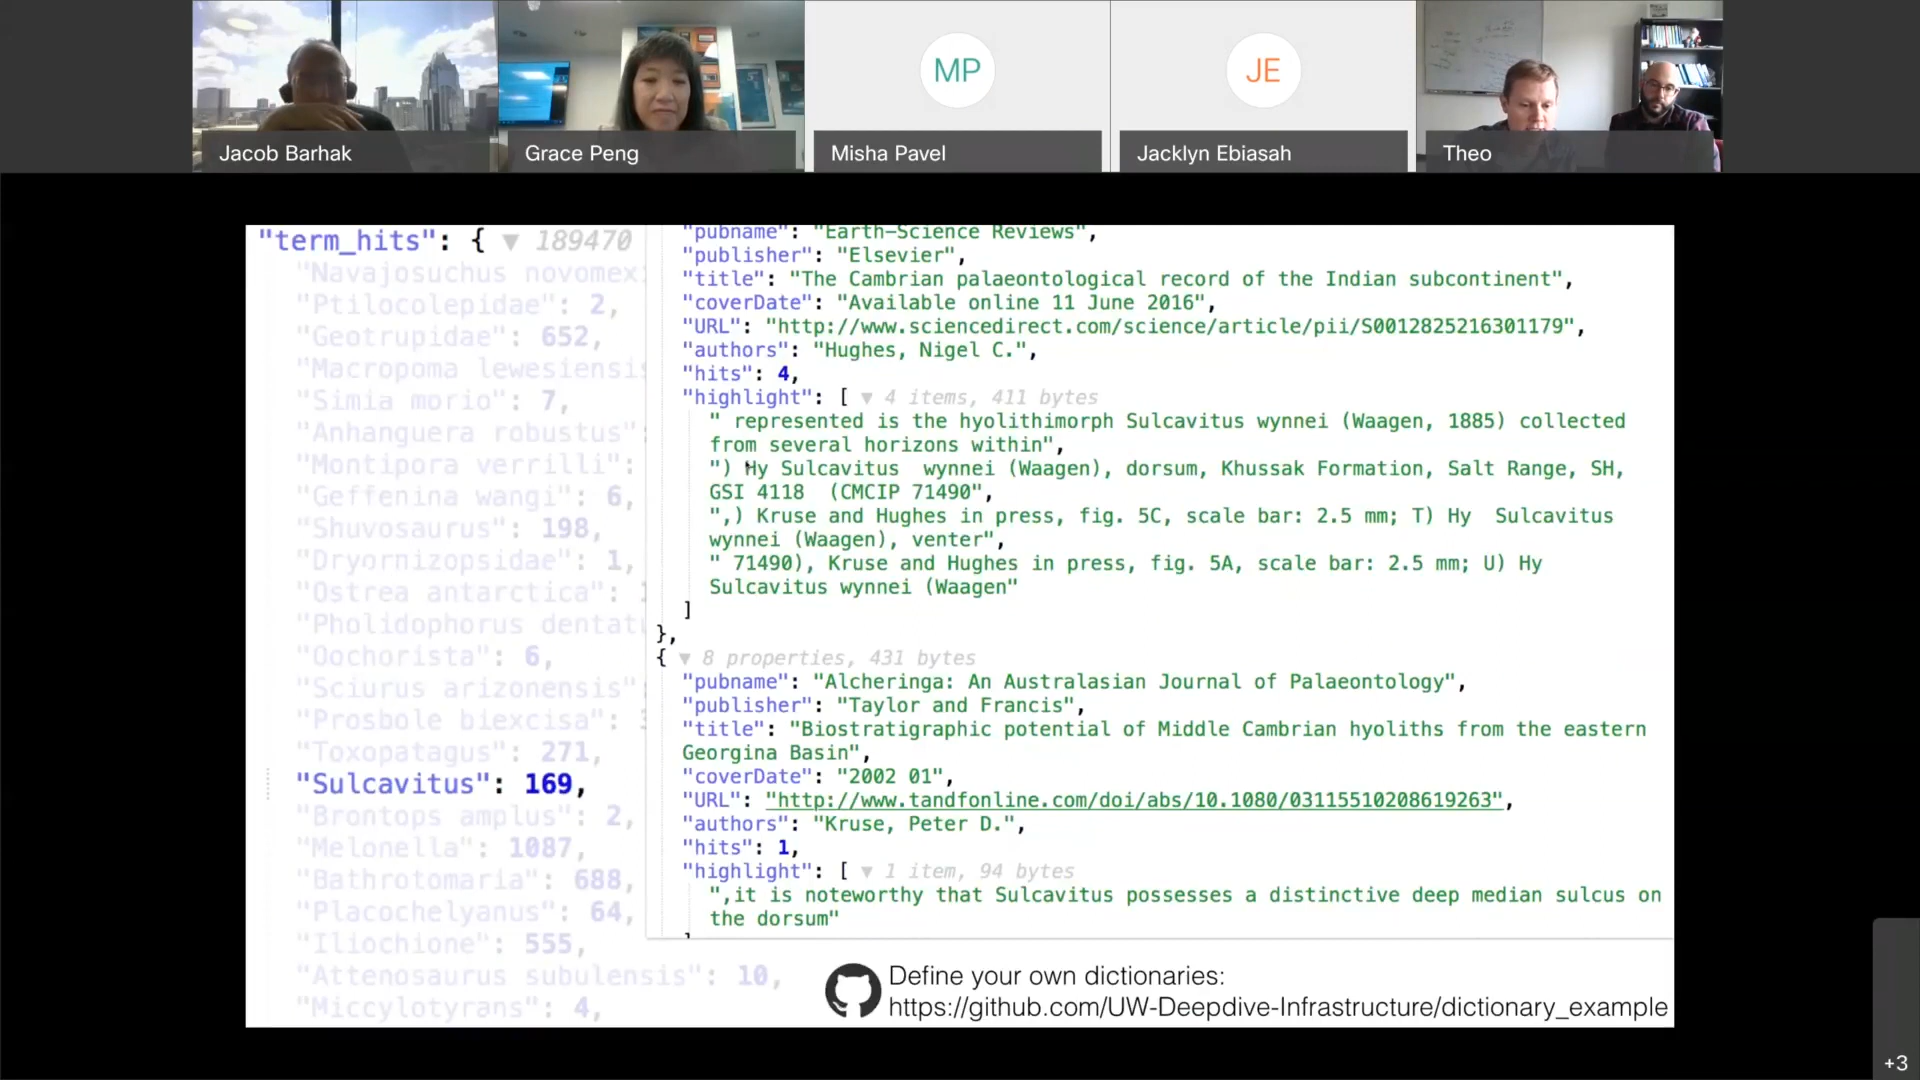 Jacob Barhak
Grace Peng
MP
Misha Pavel
JE
Jacklyn Ebiasah
Theo
"term_hits": { ▼ 189470
"Navajosuchus novomexi
"Ptilocolepidae": 2,
"Geotrupidae": 652,
"Macropoma lewesiensis
"Simia morio": 7,
"Anhanguera robustus":
"Montipora verrilli":
"Geffenina wangi": 6,
"Shuvosaurus": 198,
"Dryornizopsidae": 1,
"Ostrea antarctica":
"Pholidophorus dentatu
"Oochorista": 6,
"Sciurus arizonensis":
"Prosbole biexcisa":
"Toxopatagus": 271,
"Sulcavitus": 169,
"Brontops amplus": 2,
"Melonella": 1087,
"Bathrotomaria": 688,
"Placochelyanus": 64,
"Iliochione": 555,
"Attenosaurus subulensis": 10,
"Miccylotyrans": 4,
"pubname": "Earth-Science Reviews",
"publisher": "Elsevier",
"title": "The Cambrian palaeontological record of the Indian subcontinent",
"coverDate": "Available online 11 June 2016",
"URL": "http://www.sciencedirect.com/science/article/pii/S0012825216301179",
"authors": "Hughes, Nigel C.",
"hits": 4,
"highlight": [ ▼ 4 items, 411 bytes
" represented is the hyolithimorph Sulcavitus wynnei (Waagen, 1885) collected
from several horizons within",
") Hy Sulcavitus  wynnei (Waagen), dorsum, Khussak Formation, Salt Range, SH,
GSI 4118  (CMCIP 71490",
",) Kruse and Hughes in press, fig. 5C, scale bar: 2.5 mm; T) Hy  Sulcavitus
wynnei (Waagen), venter",
" 71490), Kruse and Hughes in press, fig. 5A, scale bar: 2.5 mm; U) Hy
Sulcavitus wynnei (Waagen"
]
},
{ ▼ 8 properties, 431 bytes
"pubname": "Alcheringa: An Australasian Journal of Palaeontology",
"publisher": "Taylor and Francis",
"title": "Biostratigraphic potential of Middle Cambrian hyoliths from the eastern
Georgina Basin",
"coverDate": "2002 01",
"URL": "http://www.tandfonline.com/doi/abs/10.1080/03115510208619263",
"authors": "Kruse, Peter D.",
"hits": 1,
"highlight": [ ▼ 1 item, 94 bytes
",it is noteworthy that Sulcavitus possesses a distinctive deep median sulcus on
the dorsum"
Define your own dictionaries:
https://github.com/UW-Deepdive-Infrastructure/dictionary_example
+3